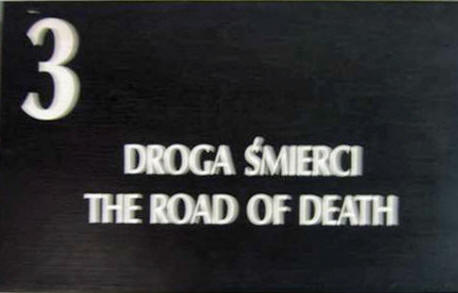 3
DROGA ŚMIERCI
THE ROAD OF DEATH